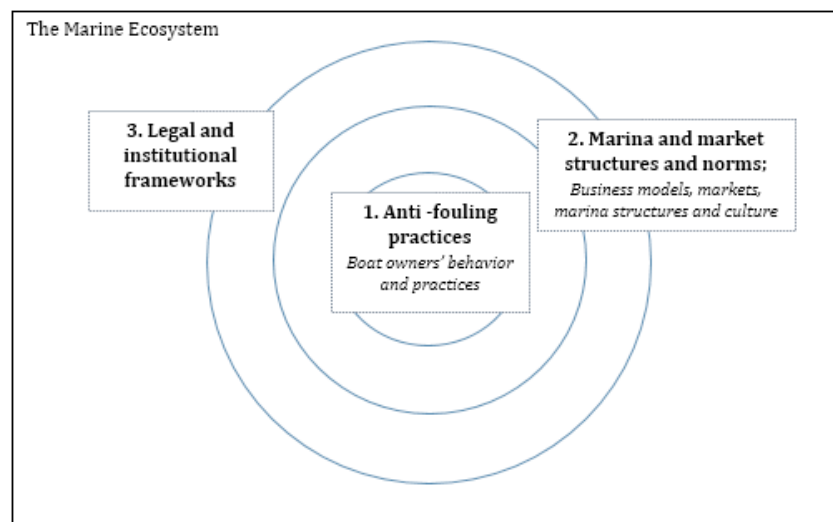 The Marine Ecosystem
3. Legal and
institutional
frameworks
2. Marina and market
structures and norms;
Business models, markets,
marina structures and culture
1. Anti -fouling
practices
Boat owners' behavior
and practices